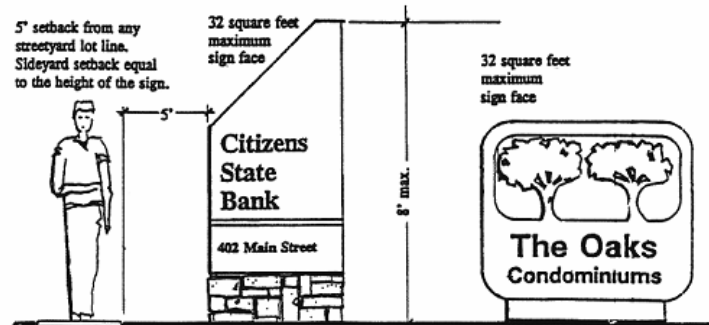 5' setback from any
streetyard lot line.
Sideyard setback equal
to the height of the sign.
32 square feet
maximum
sign face
32 square feet
maximum
sign face
5'
Citizens
State
Bank
402 Main Street
8' max.
The Oaks
Condominiums